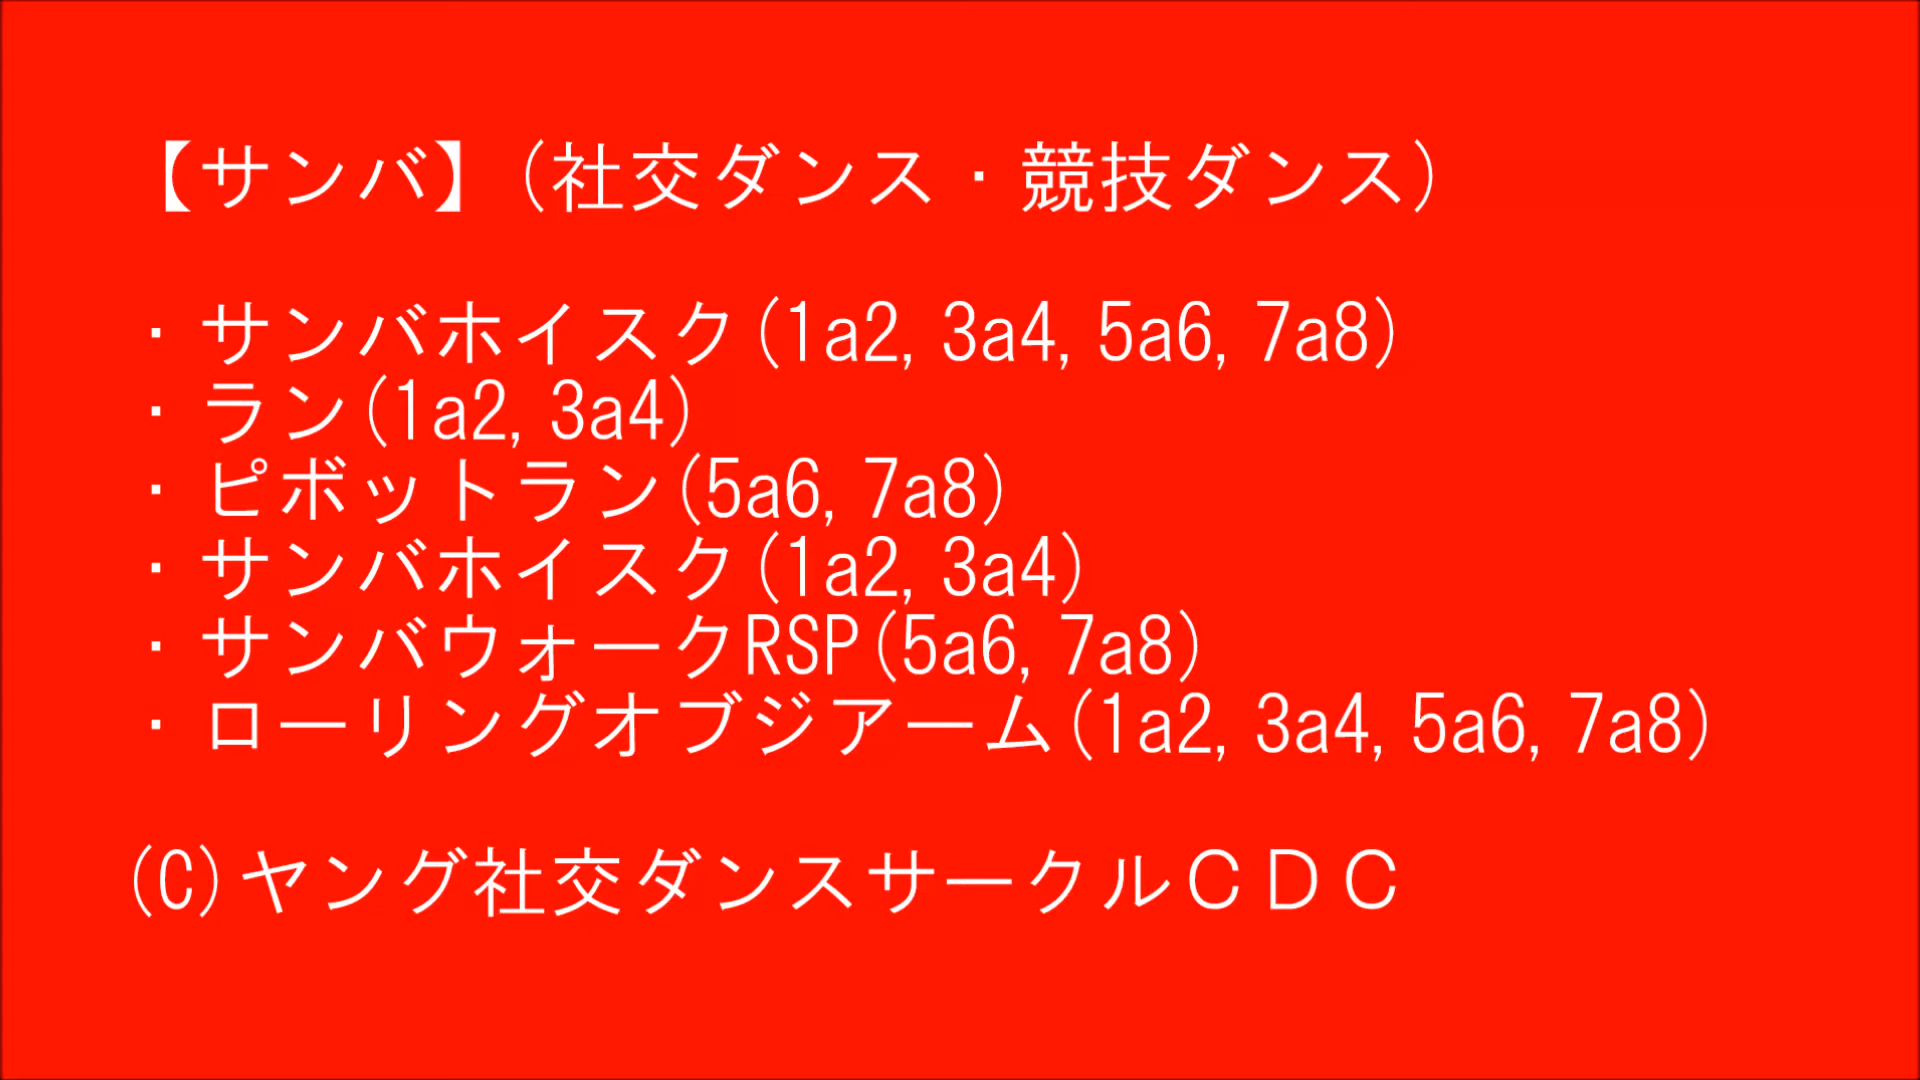 【サンバ】(社交ダンス・競技ダンス)
・サンバホイスク(1a2,3a4,5a6,7a8)
・ラン(1a2,3a4)
・ピボットラン(5a6,7a8)
・サンバホイスク(1a2,3a4)
・サンバウォークRSP(5a6,7a8)
・ローリングオブジアーム(1a2,3a4,5a6,7a8)
(C)ヤング社交ダンスサークルＣＤＣ